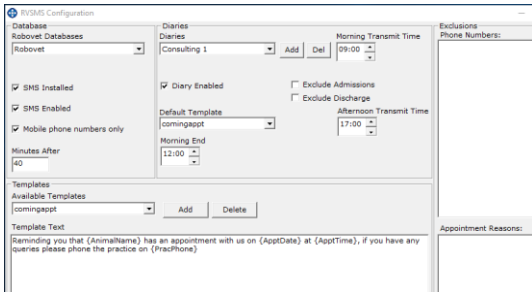 RVSMS Configuration
Database
Robovet Databases
Robovet
SMS Installed
SMS Enabled
Mobile phone numbers only
Minutes After
40
Diaries
Diaries
Consulting 1
Add
Del
Morning Transmit Time
09:00
Diary Enabled
Exclude Admissions
Exclude Discharge
Default Template
comingappt
Afternoon Transmit Time
17:00
Morning End
12:00
Exclusions
Phone Numbers:
Templates
Available Templates
comingappt
Add
Delete
Template Text
Reminding you that {AnimalName} has an appointment with us on {ApptDate} at {ApptTime}, if you have any
queries please phone the practice on {PracPhone}
Appointment Reasons: